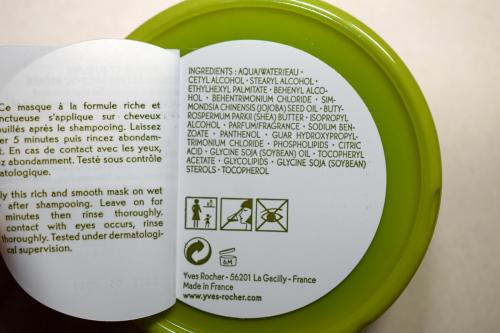 Ce masque à la formule riche et
nctueuse s'applique sur cheveux
ouillés après le shampooing. Laissez
er 5 minutes puis rincez abondam-
t. En cas de contact avec les yeux,
z abondamment. Testé sous contrôle
atologique.
ly this rich and smooth mask on wet
after shampooing. Leave on for
minutes then rinse thoroughly.
contact with eyes occurs, rinse
thoroughly. Tested under dermatologi-
cal supervision.
INGREDIENTS : AQUA/WATER/EAU •
CETYL ALCOHOL • STEARYL ALCOHOL •
ETHYLHEXYL PALMITATE • BEHENYL ALCO-
HOL • BEHENTRIMONIUM CHLORIDE • SIM-
MONDSIA CHINENSIS (JOJOBA) SEED OIL • BUTY-
ROSPERMUM PARKII (SHEA) BUTTER • ISOPROPYL
ALCOHOL • PARFUM/FRAGRANCE • SODIUM BEN-
ZOATE • PANTHENOL • GUAR HYDROXYPROPYL-
TRIMONIUM CHLORIDE • PHOSPHOLIPIDS • CITRIC
ACID • GLYCINE SOJA (SOYBEAN) OIL • TOCOPHERYL
ACETATE • GLYCOLIPIDS • GLYCINE SOJA (SOYBEAN)
STEROLS • TOCOPHEROL
6M
Yves Rocher - 56201 La Gacilly - France
Made in France
www.yves-rocher.com